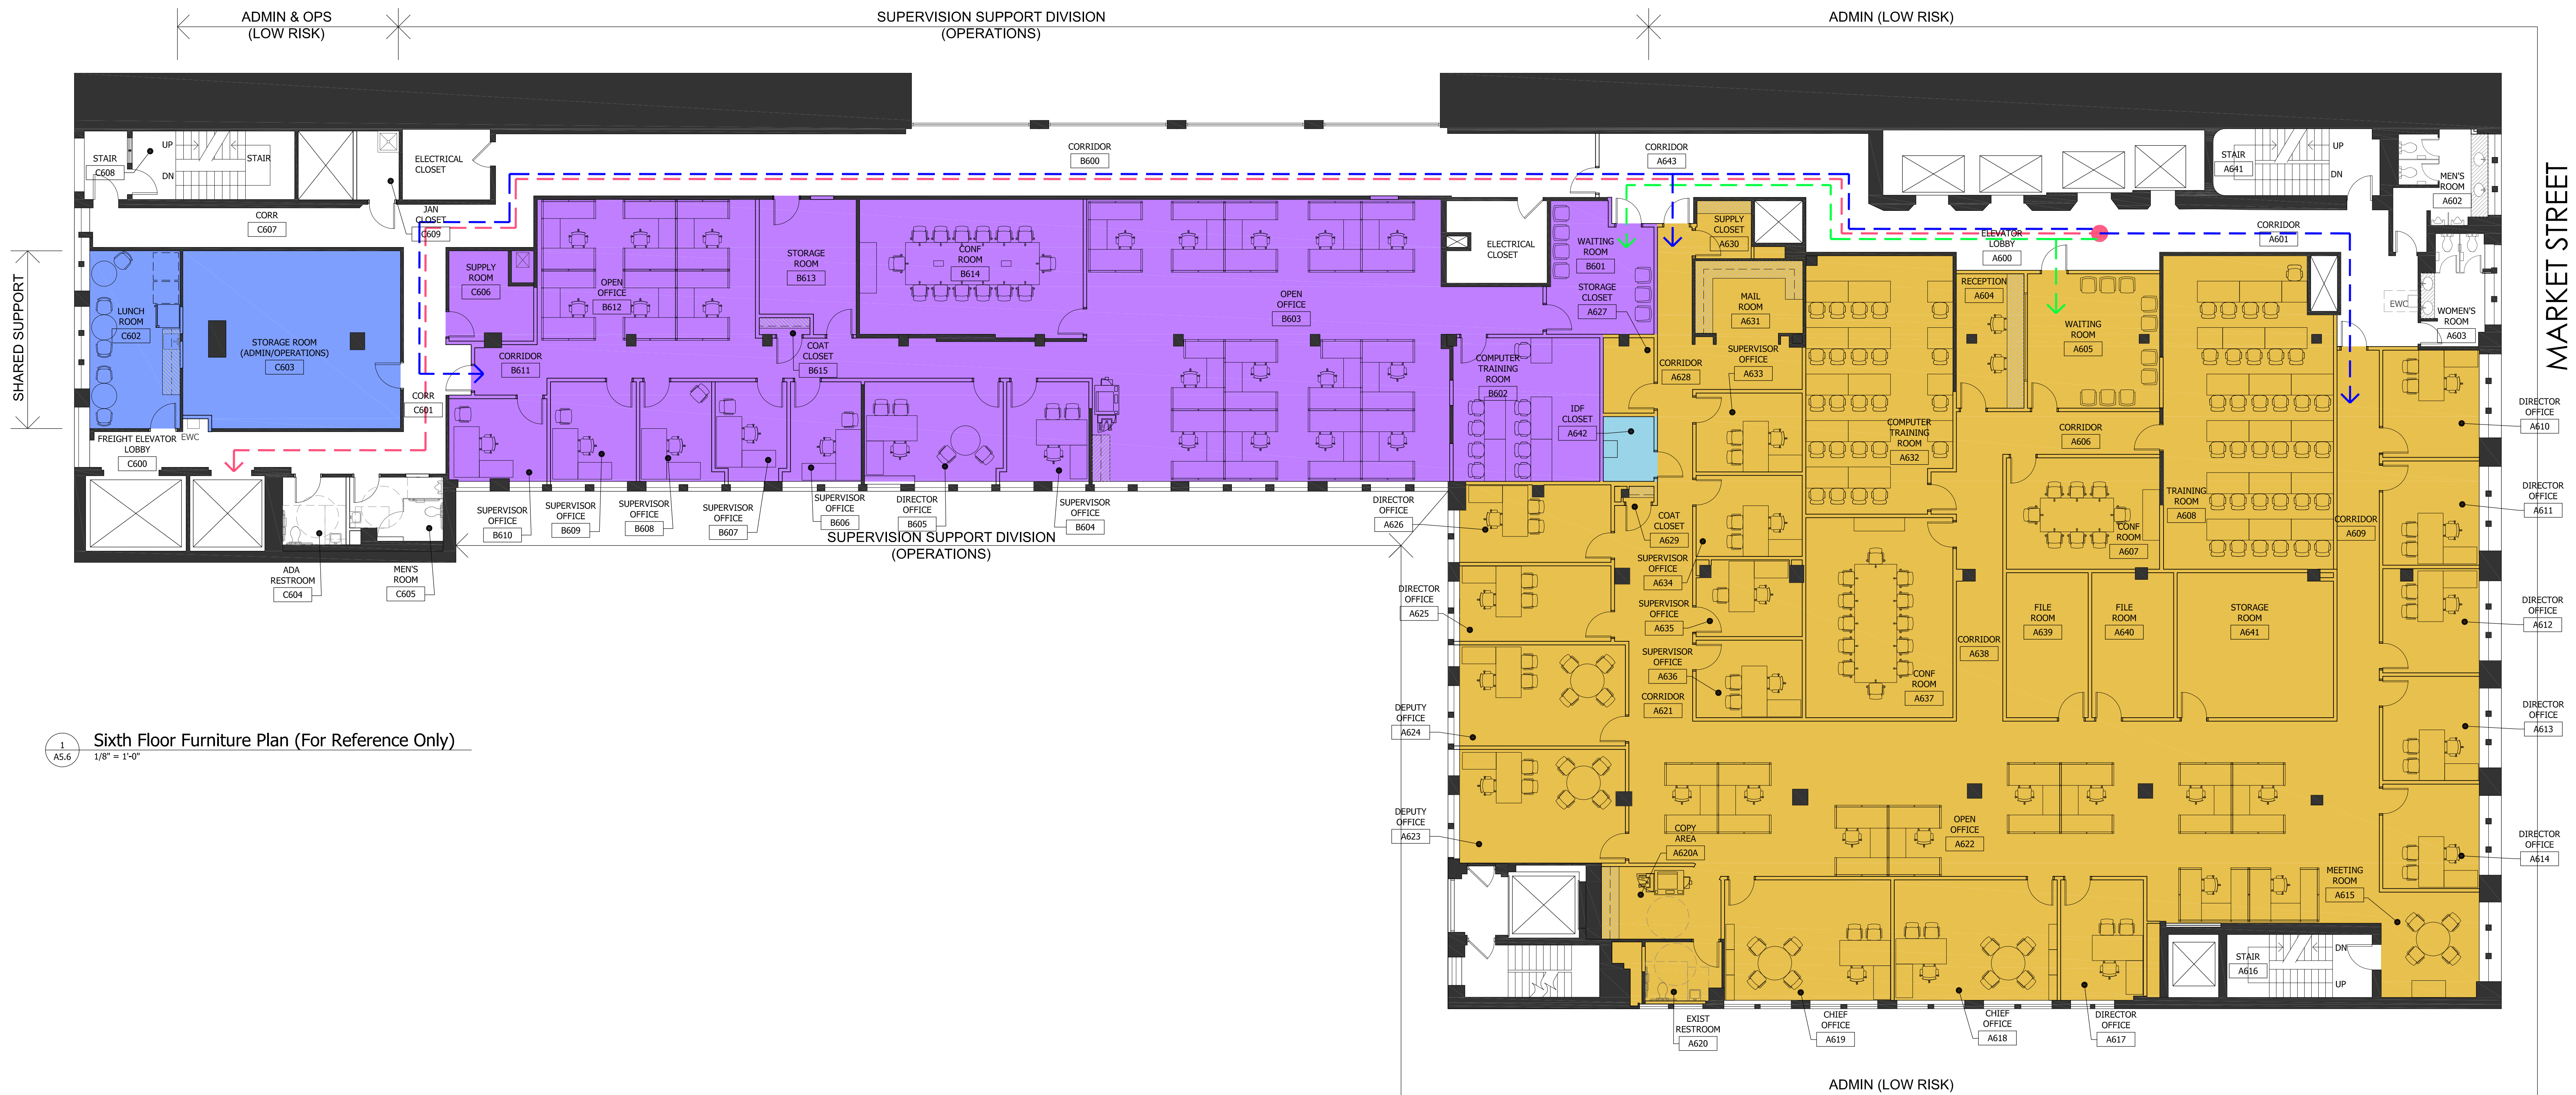 ADMIN & OPS
(LOW RISK)
SUPERVISION SUPPORT DIVISION
(OPERATIONS)
ADMIN (LOW RISK)
STAIR
C608
UP
DN
STAIR
ELECTRICAL
CLOSET
CORRIDOR
B600
CORRIDOR
A643
STAIR
A641
UP
DN
MEN'S
ROOM
A602
MARKET STREET
CORR
C607
JAN
CLOSET
C609
SHARED SUPPORT
LUNCH
ROOM
C602
STORAGE ROOM
(ADMIN/OPERATIONS)
C603
SUPPLY
ROOM
C606
OPEN
OFFICE
B612
STORAGE
ROOM
B613
CONF
ROOM
B614
OPEN
OFFICE
B603
ELECTRICAL
CLOSET
WAITING
ROOM
B601
STORAGE
CLOSET
A627
SUPPLY
CLOSET
A630
MAIL
ROOM
A631
ELEVATOR
LOBBY
A600
CORRIDOR
A601
RECEPTION
A604
WAITING
ROOM
A605
EWC
WOMEN'S
ROOM
A603
CORRIDOR
B611
COAT
CLOSET
B615
COMPUTER
TRAINING
ROOM
B602
CORRIDOR
A628
SUPERVISOR
OFFICE
A633
CORR
C601
IDF
CLOSET
A642
COMPUTER
TRAINING
ROOM
A632
CORRIDOR
A606
DIRECTOR
OFFICE
A610
FREIGHT ELEVATOR
LOBBY
C600
EWC
SUPERVISOR
OFFICE
B610
SUPERVISOR
OFFICE
B609
SUPERVISOR
OFFICE
B608
SUPERVISOR
OFFICE
B607
SUPERVISOR
OFFICE
B606
DIRECTOR
OFFICE
B605
SUPERVISOR
OFFICE
B604
DIRECTOR
OFFICE
A626
COAT
CLOSET
A629
TRAINING
ROOM
A608
CONF
ROOM
A607
CORRIDOR
A609
DIRECTOR
OFFICE
A611
SUPERVISION SUPPORT DIVISION
(OPERATIONS)
ADA
RESTROOM
C604
MEN'S
ROOM
C605
DIRECTOR
OFFICE
A625
SUPERVISOR
OFFICE
A634
SUPERVISOR
OFFICE
A635
FILE
ROOM
A639
FILE
ROOM
A640
STORAGE
ROOM
A641
DIRECTOR
OFFICE
A612
SUPERVISOR
OFFICE
A636
CORRIDOR
A638
CONF
ROOM
A637
CORRIDOR
A621
DEPUTY
OFFICE
A624
DIRECTOR
OFFICE
A613
1
A5.6
Sixth Floor Furniture Plan (For Reference Only)
1/8" = 1'-0"
DEPUTY
OFFICE
A623
COPY
AREA
A620A
OPEN
OFFICE
A622
DIRECTOR
OFFICE
A614
MEETING
ROOM
A615
STAIR
A616
DN
UP
EXIST
RESTROOM
A620
CHIEF
OFFICE
A619
CHIEF
OFFICE
A618
DIRECTOR
OFFICE
A617
ADMIN (LOW RISK)